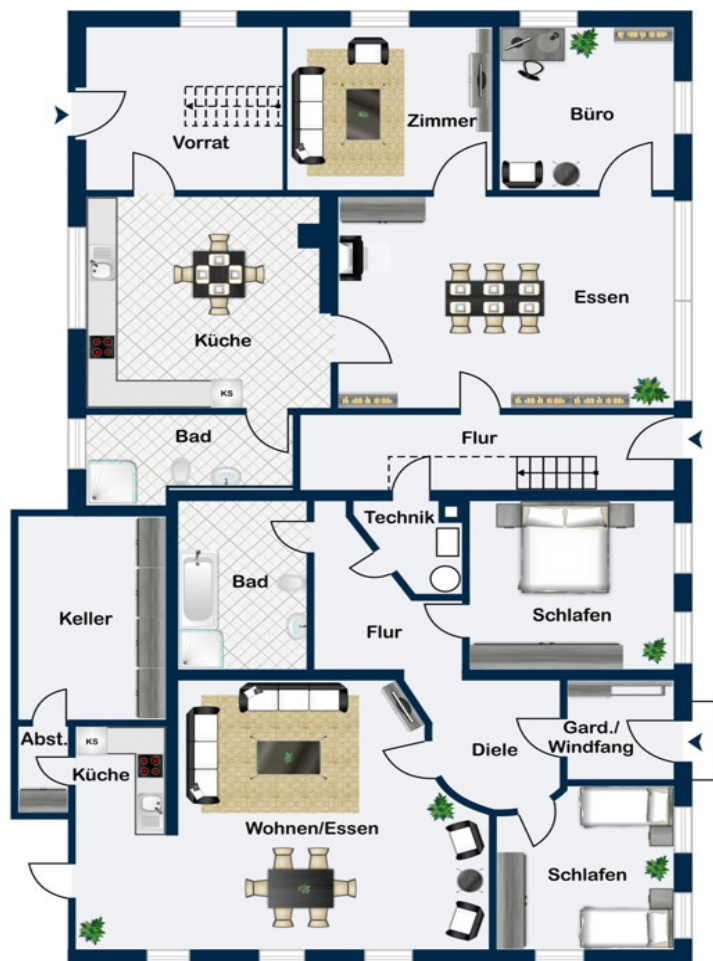 Vorrat
Zimmer
Büro
Küche
Essen
KS
Bad
Flur
Technik
Bad
Keller
Flur
Schlafen
Abst.
KS
Küche
Diele
Gard./
Windfang
Wohnen/Essen
Schlafen